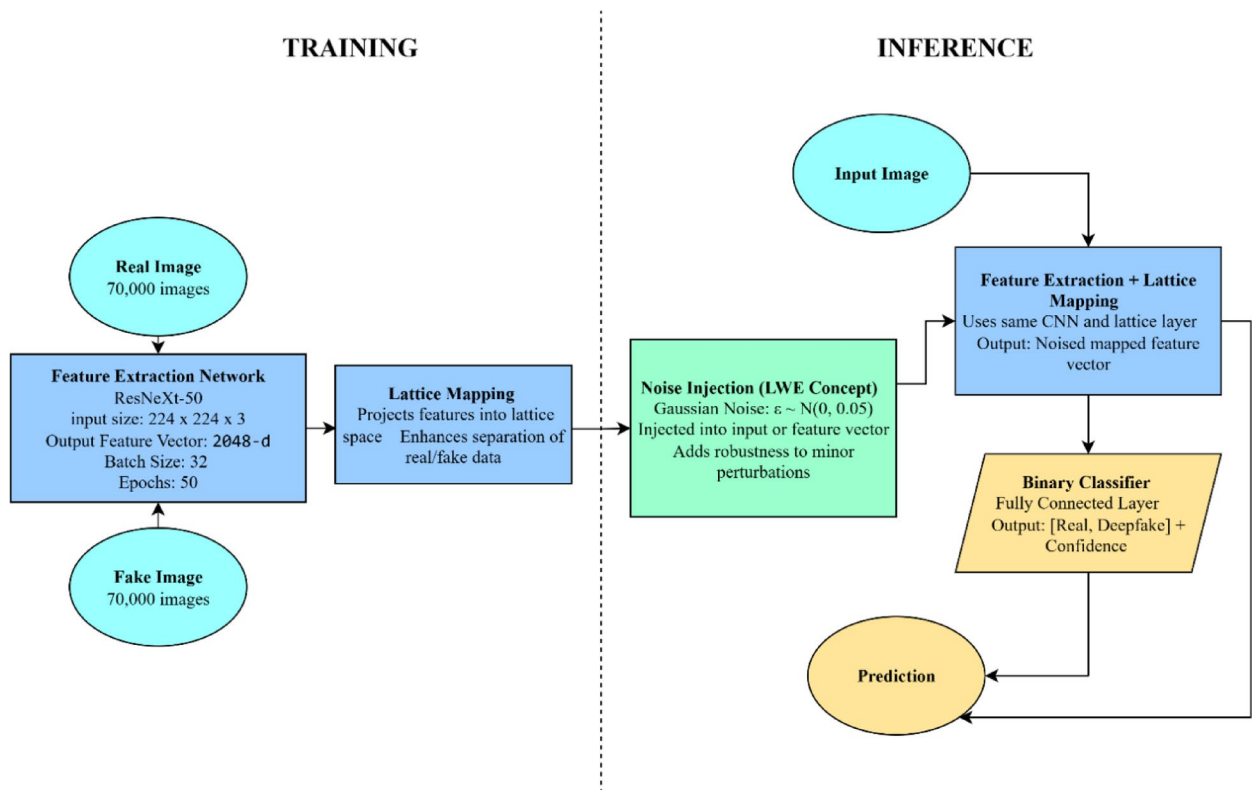 TRAINING
Real Image
70,000 images
Feature Extraction Network
ResNeXt-50
input size: 224 x 224 x 3
Output Feature Vector: 2048-d
Batch Size: 32
Epochs: 50
Fake Image
70,000 images
Lattice Mapping
Projects features into lattice
space Enhances separation of
real/fake data
INFERENCE
Input Image
Noise Injection (LWE Concept)
Gaussian Noise: ε ~ N(0, 0.05)
Injected into input or feature vector
Adds robustness to minor
perturbations
Feature Extraction + Lattice
Mapping
Uses same CNN and lattice layer
Output: Noised mapped feature
vector
Binary Classifier
Fully Connected Layer
Output: [Real, Deepfake] +
Confidence
Prediction